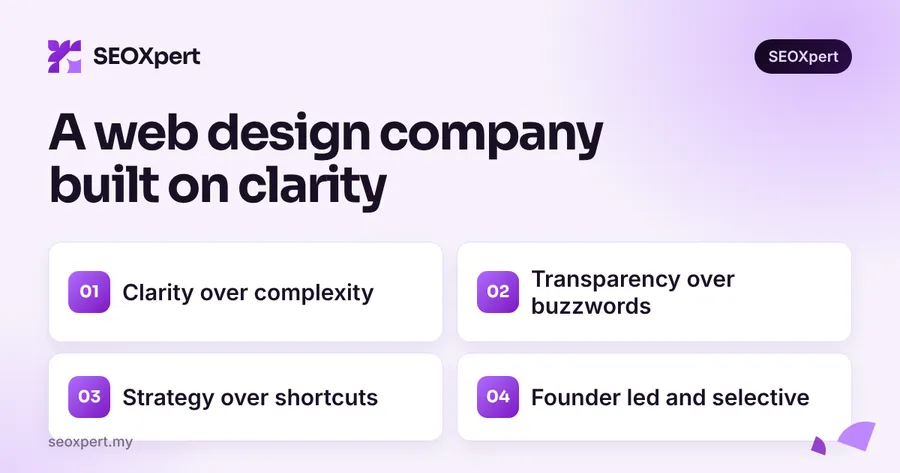 SEOXpert
SEOXpert
A web design company
built on clarity
01 Clarity over complexity
02 Transparency over
buzzwords
03 Strategy over shortcuts
04 Founder led and selective
seoxpert.my